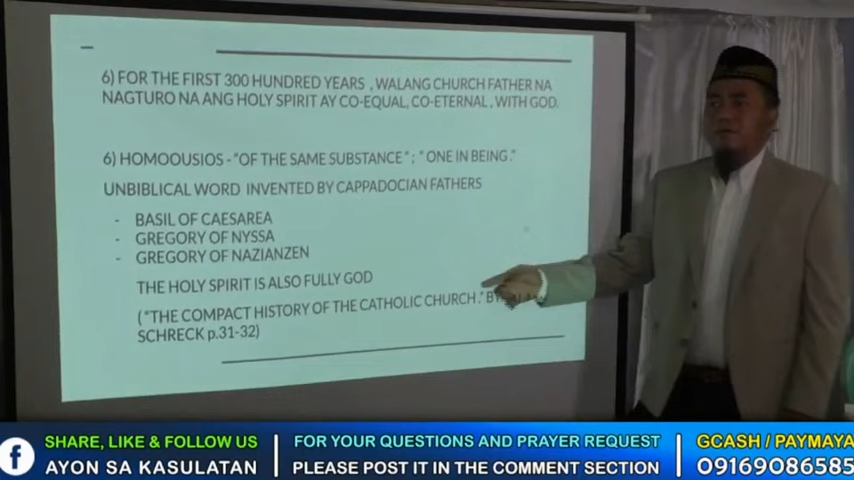 6) FOR THE FIRST 300 HUNDRED YEARS , WALANG CHURCH FATHER NA
NAGTURO NA ANG HOLY SPIRIT AY CO-EQUAL, CO-ETERNAL , WITH GOD.
6) HOMOOUSIOS - "OF THE SAME SUBSTANCE" ; " ONE IN BEING."
UNBIBLICAL WORD INVENTED BY CAPPADOCIAN FATHERS
- BASIL OF CAESAREA
- GREGORY OF NYSSA
- GREGORY OF NAZIANZEN
THE HOLY SPIRIT IS ALSO FULLY GOD
("THE COMPACT HISTORY OF THE CATHOLIC CHURCH ." BY
SCHRECK p.31-32)
SHARE, LIKE & FOLLOW US
AYON SA KASULATAN
FOR YOUR QUESTIONS AND PRAYER REQUEST
PLEASE POST IT IN THE COMMENT SECTION
GCASH / PAYMAYA
09169086585